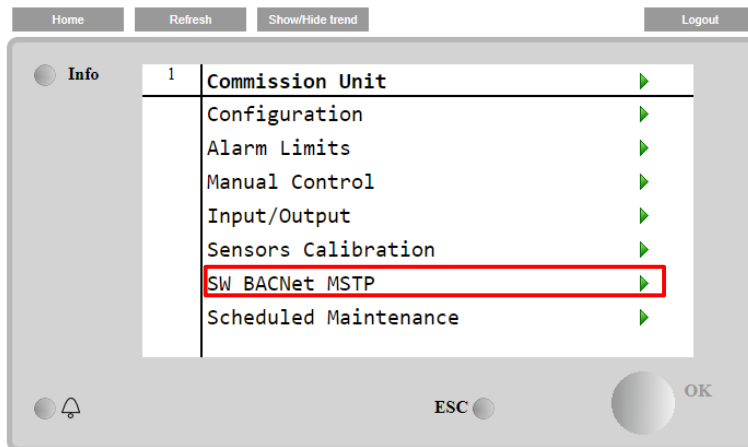 Home Refresh Show/Hide trend Logout
Info
1 Commission Unit
Configuration
Alarm Limits
Manual Control
Input/Output
Sensors Calibration
SW BACNet MSTP
Scheduled Maintenance
ESC OK